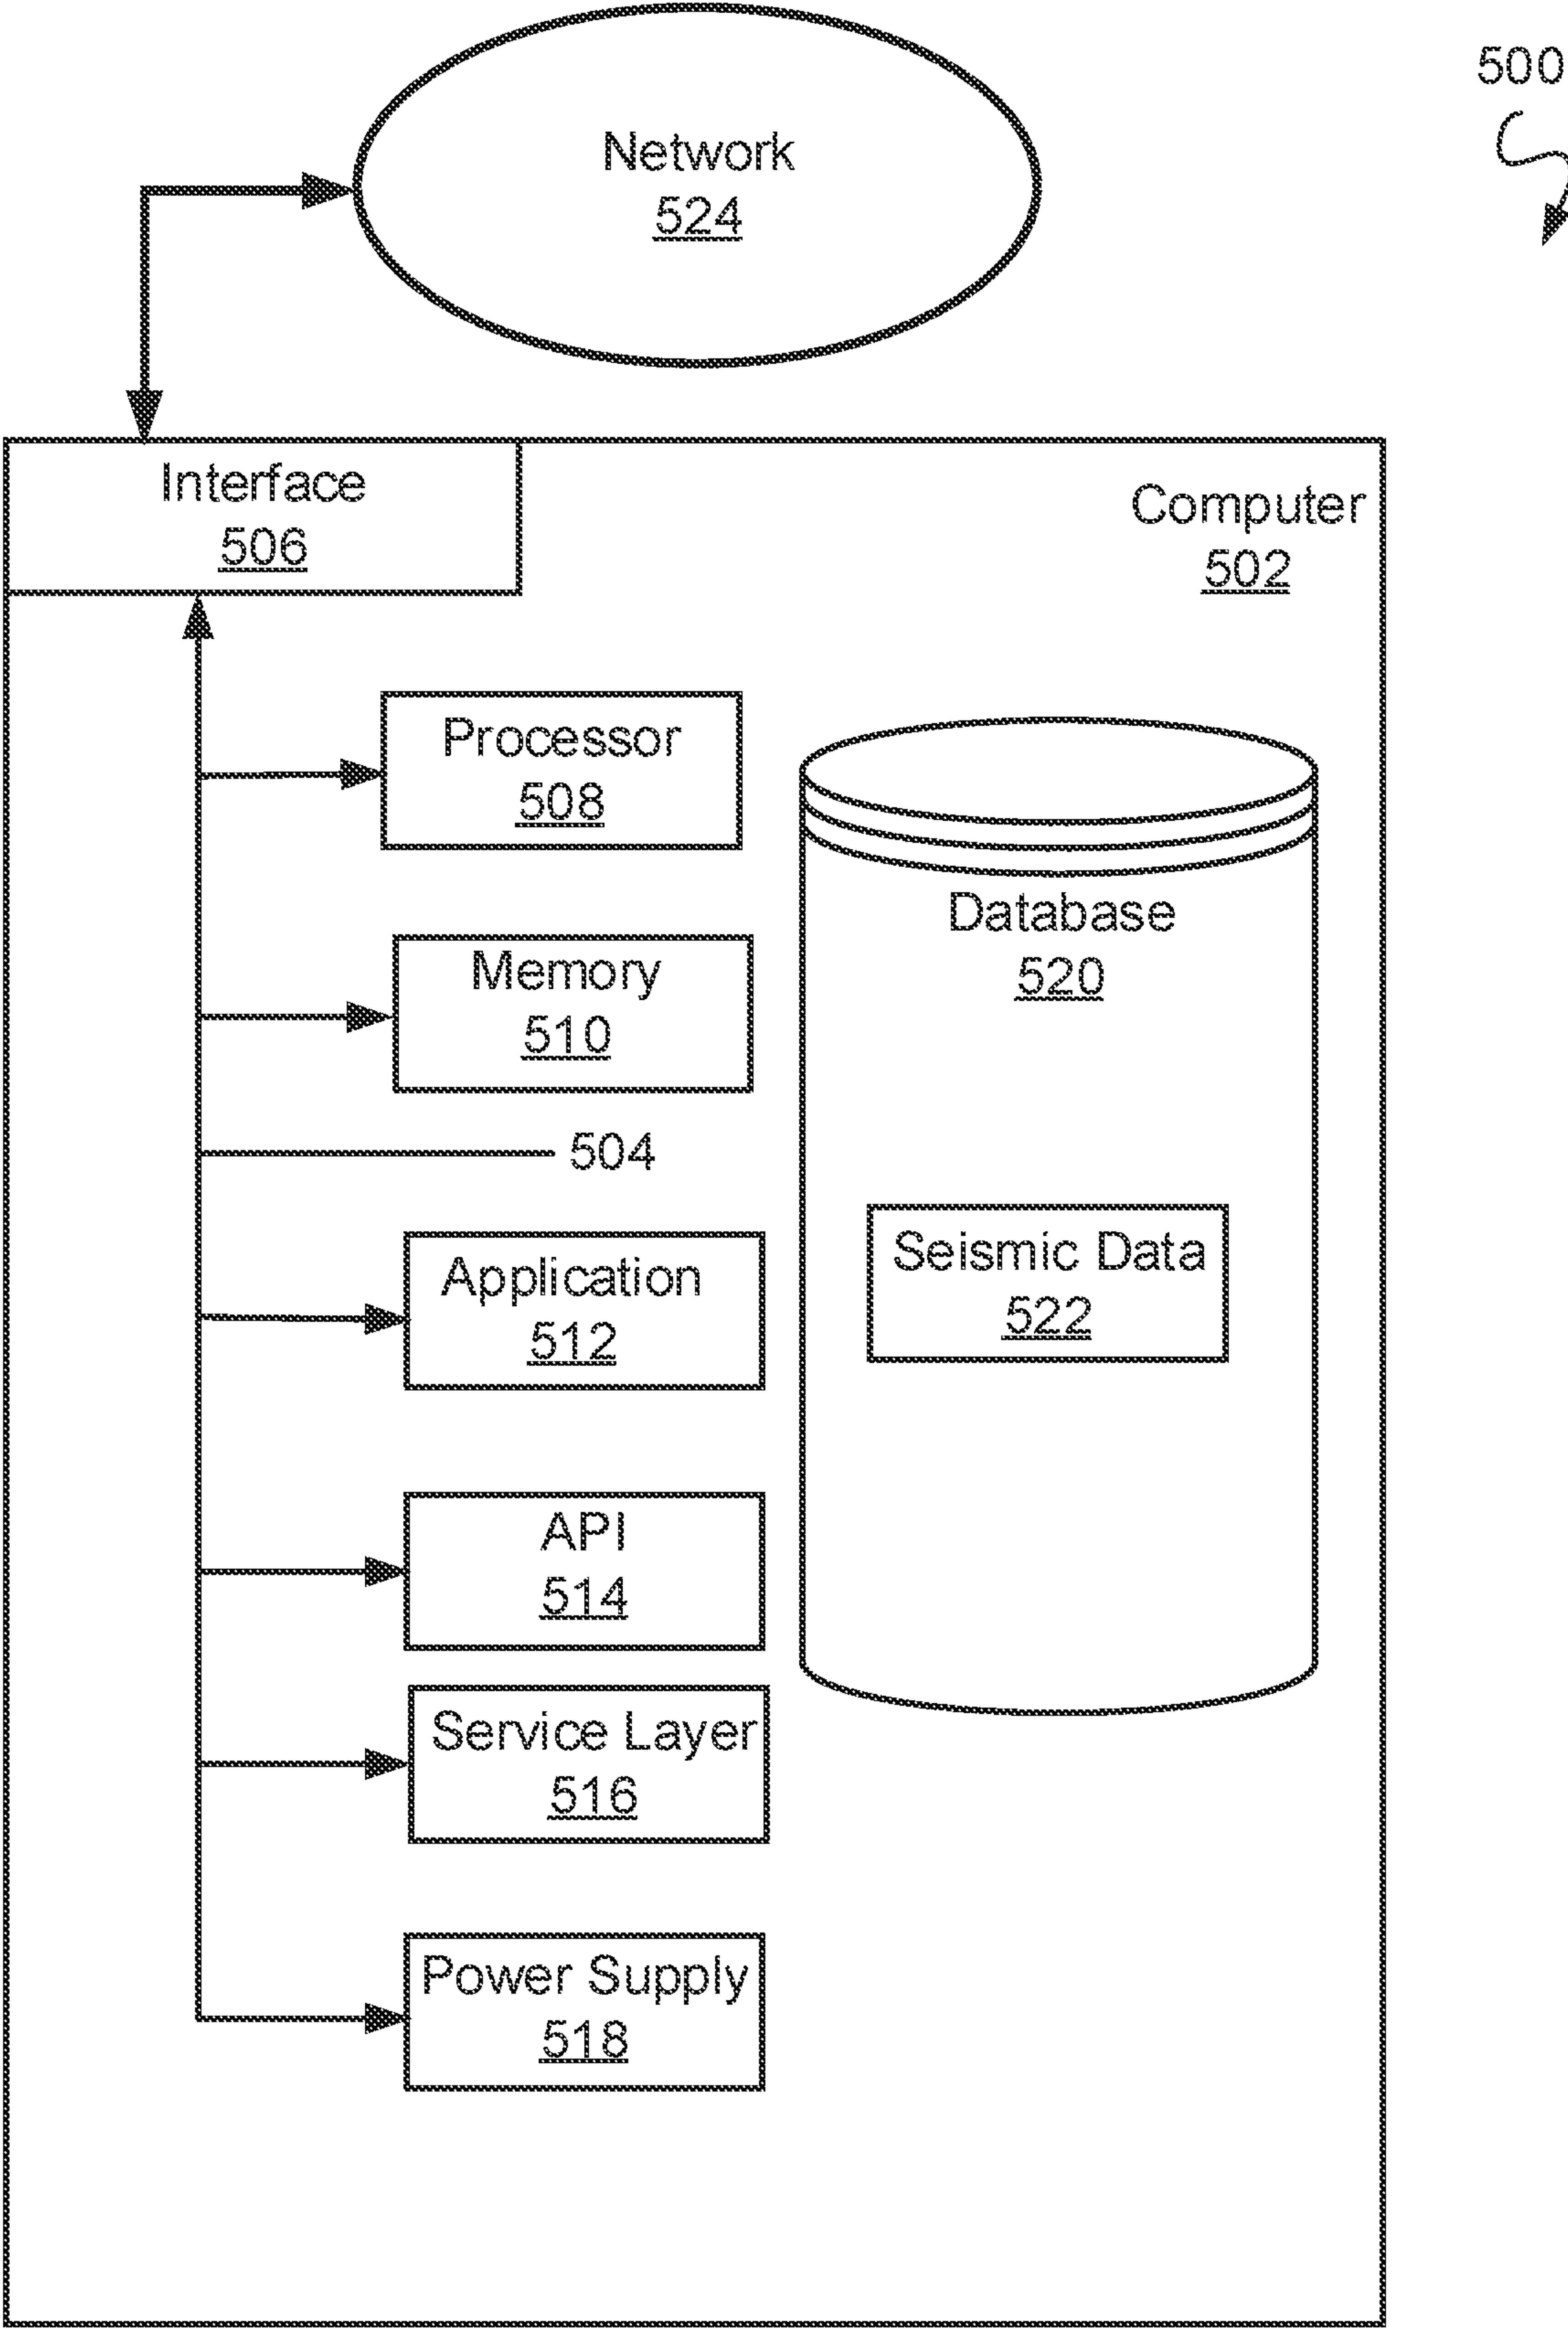 500
Network
524
Interface
506
Computer
502
Processor
508
Database
520
Memory
510
504
Application
512
Seismic Data
522
API
514
Service Layer
516
Power Supply
518